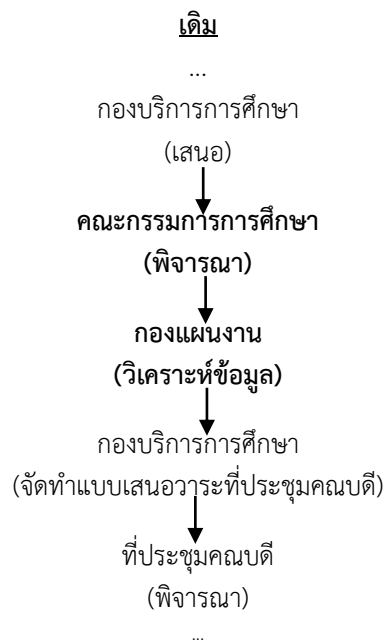 เดิม
...
กองบริการการศึกษา
(เสนอ)
คณะกรรมการการศึกษา
(พิจารณา)
กองแผนงาน
(วิเคราะห์ข้อมูล)
กองบริการการศึกษา
(จัดทำแบบเสนอวาระที่ประชุมคณบดี)
ที่ประชุมคณบดี
(พิจารณา)
...